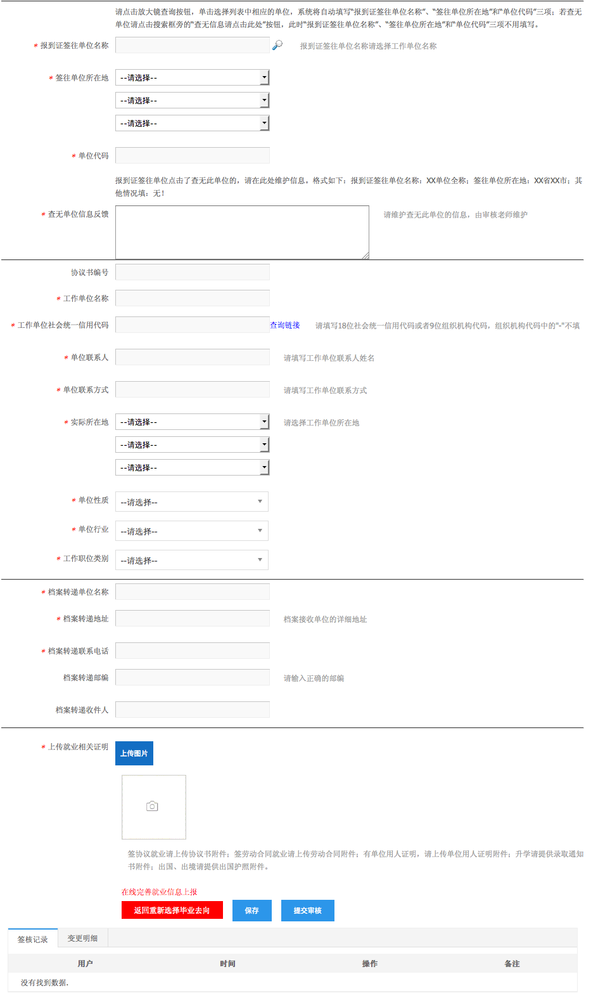 请点击放大镜查询按钮，单击选择列表中相应的单位，系统将自动填写“报到证签往单位名称”、“签往单位所在地”和“单位代码”三项；若查无
单位请点击搜索框旁的“查无信息请点击此处”按钮，此时“报到证签往单位名称”、“签往单位所在地”和“单位代码”三项不用填写。
* 报到证签往单位名称 报到证签往单位名称请选择工作单位名称
* 签往单位所在地 --请选择--
--请选择--
--请选择--
* 单位代码
报到证签往单位点击了查无此单位的，请在此处维护信息。格式如下：报到证签往单位名称：XX单位全称；签往单位所在地：XX省XX市；其
他情况填：无！
* 查无单位信息反馈 请维护查无此单位的信息，由审核老师维护
协议书编号
* 工作单位名称
* 工作单位社会统一信用代码 查询链接 请填写18位社会统一信用代码或者9位组织机构代码，组织机构代码中的"-"不填
* 单位联系人 请填写工作单位联系人姓名
* 单位联系方式 请填写工作单位联系方式
* 实际所在地 --请选择-- 请选择工作单位所在地
--请选择--
--请选择--
* 单位性质 --请选择--
* 单位行业 --请选择--
* 工作职位类别 --请选择--
* 档案转递单位名称
* 档案转递地址 档案接收单位的详细地址
* 档案转递联系电话
档案转递邮编 请输入正确的邮编
档案转递收件人
* 上传就业相关证明 上传图片
签协议就业请上传协议书附件；签劳动合同就业请上传劳动合同附件；有单位用人证明，请上传单位用人证明附件；升学请提供录取通知
书附件；出国、出境请提供出国护照附件。
在线完善就业信息上报
返回重新选择毕业去向 保存 提交审核
签核记录 变更明细
用户 时间 操作 备注
没有找到数据.